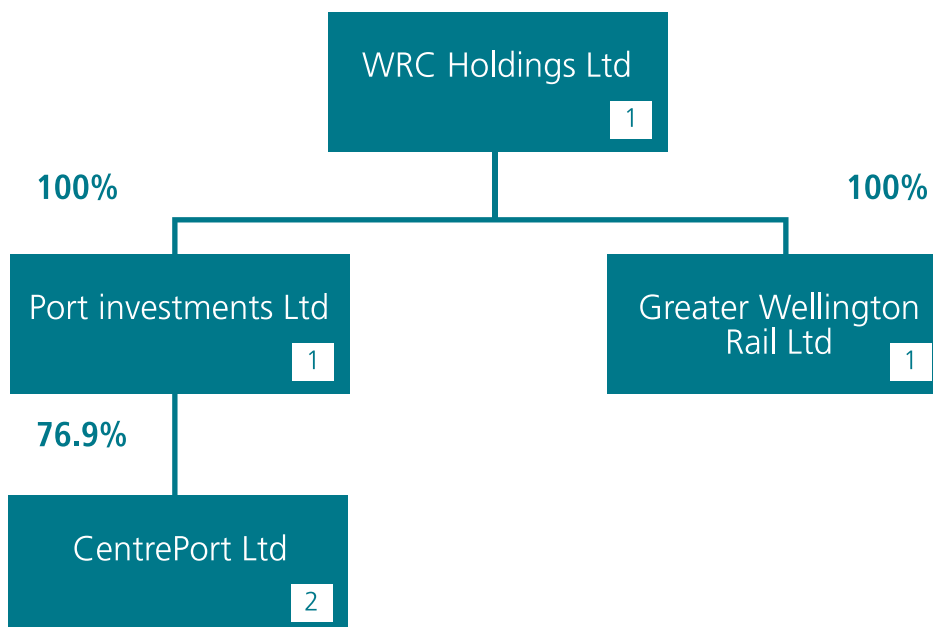 WRC Holdings Ltd
1
100%
100%
Port investments Ltd
1
Greater Wellington
Rail Ltd
1
76.9%
CentrePort Ltd
2